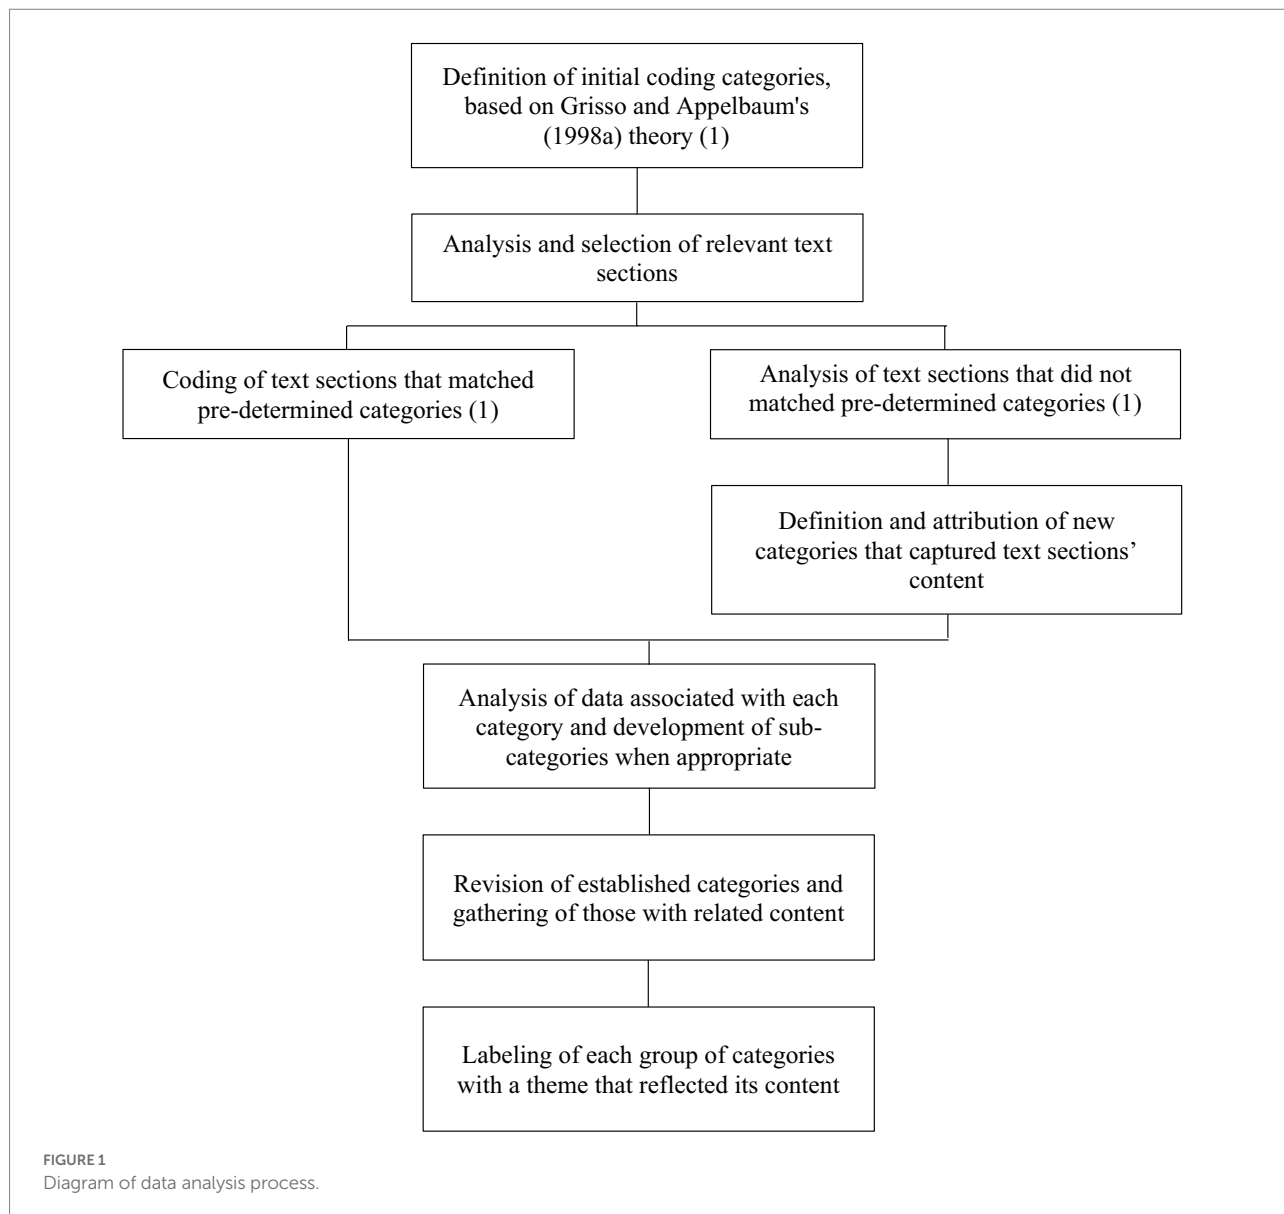 Definition of initial coding categories,
based on Grisso and Appelbaum's
(1998a) theory (1)
Analysis and selection of relevant text
sections
Coding of text sections that matched
pre-determined categories (1)
Analysis of text sections that did not
matched pre-determined categories (1)
Definition and attribution of new
categories that captured text sections’
content
Analysis of data associated with each
category and development of sub-
categories when appropriate
Revision of established categories and
gathering of those with related content
Labeling of each group of categories
with a theme that reflected its content
FIGURE 1
Diagram of data analysis process.